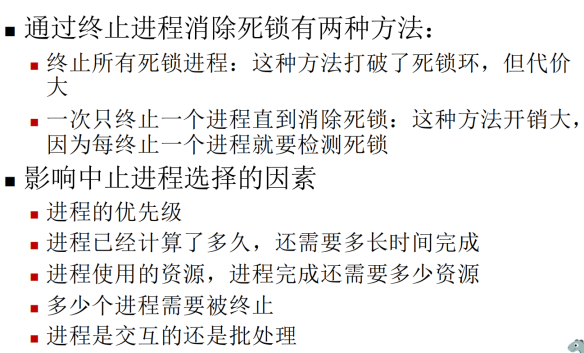 通过终止进程消除死锁有两种方法：
终止所有死锁进程：这种方法打破了死锁环，但代价
大
一次只终止一个进程直到消除死锁：这种方法开销大，
因为每终止一个进程就要检测死锁
影响中止进程选择的因素
进程的优先级
进程已经计算了多久，还需要多长时间完成
进程使用的资源，进程完成还需要多少资源
多少个进程需要被终止
进程是交互的还是批处理